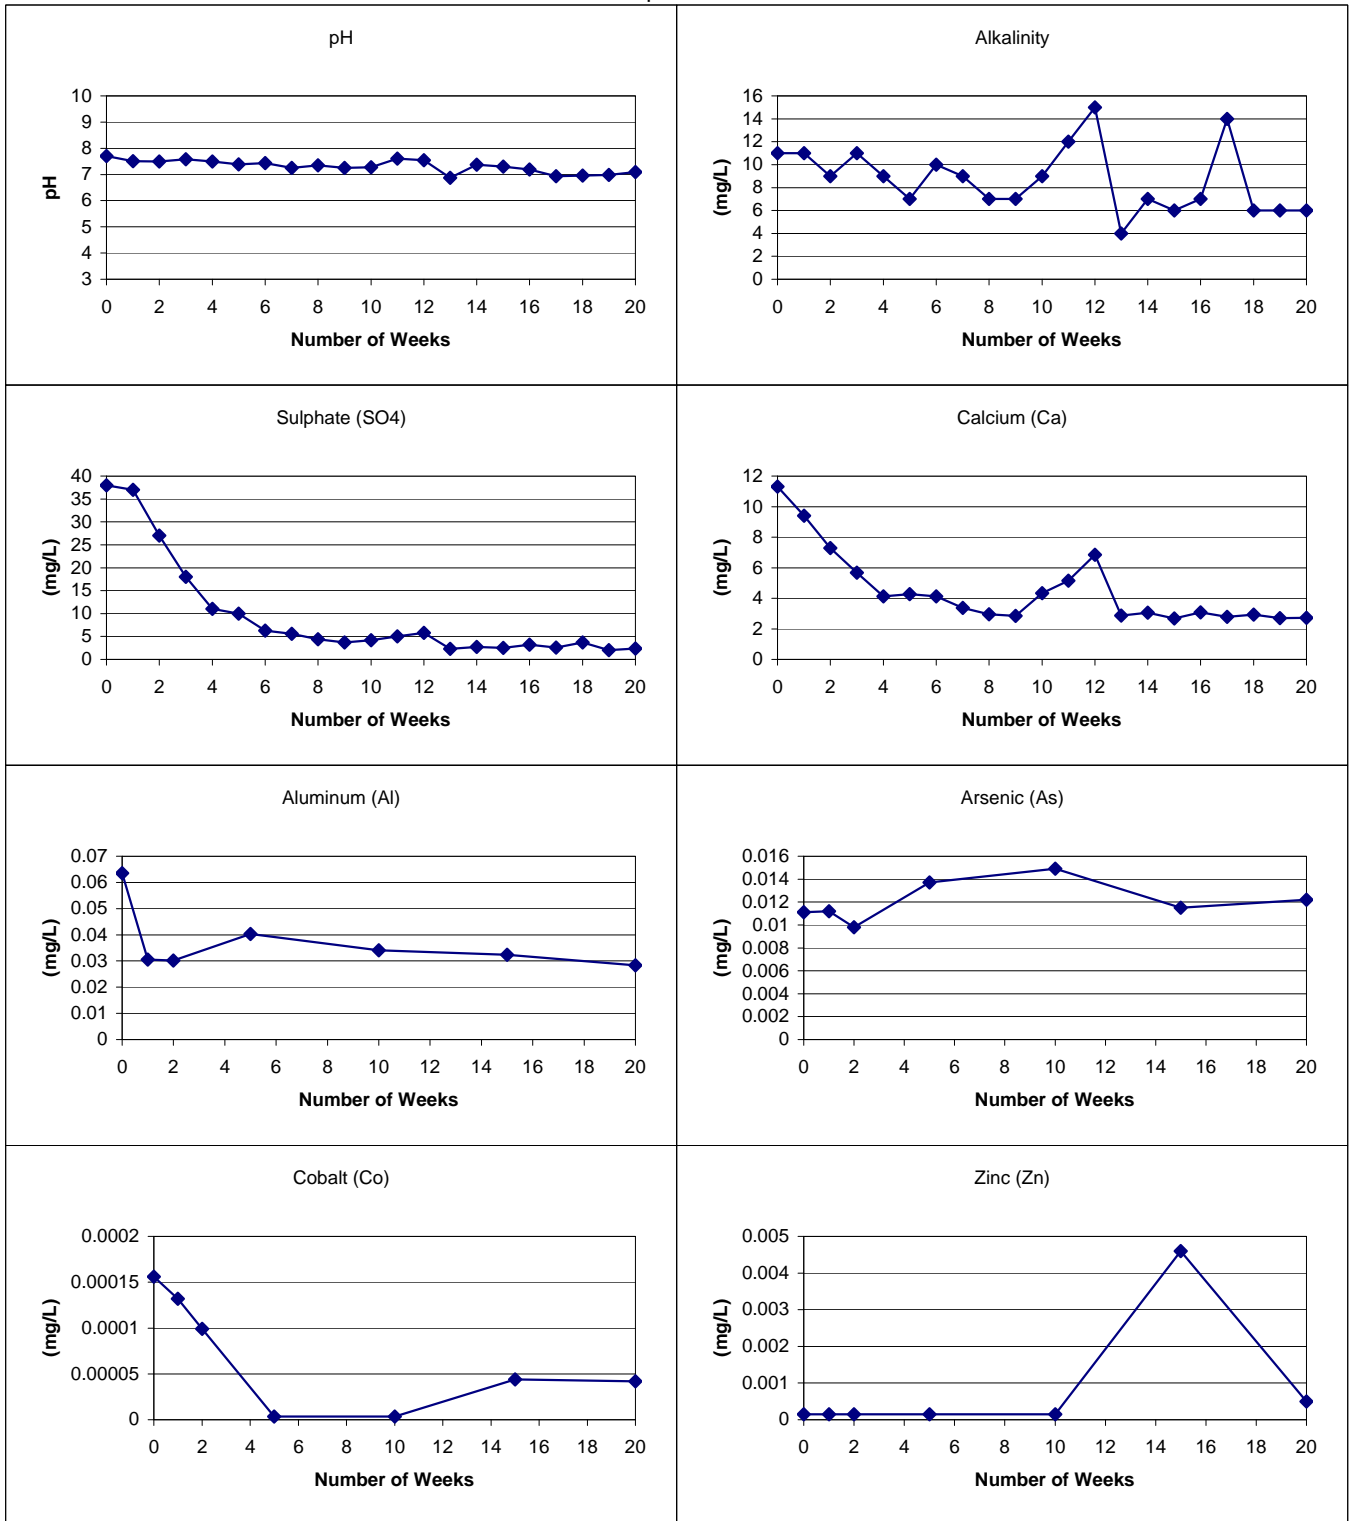 pH
10
9
8
7
6
5
4
3
pH
0 2 4 6 8 10 12 14 16 18 20
Number of Weeks
Alkalinity
16
14
12
10
8
6
4
2
0
(mg/L)
0 2 4 6 8 10 12 14 16 18 20
Number of Weeks
Sulphate (SO4)
40
35
30
25
20
15
10
5
0
(mg/L)
0 2 4 6 8 10 12 14 16 18 20
Number of Weeks
Calcium (Ca)
12
10
8
6
4
2
0
(mg/L)
0 2 4 6 8 10 12 14 16 18 20
Number of Weeks
Aluminum (Al)
0.07
0.06
0.05
0.04
0.03
0.02
0.01
0
(mg/L)
0 2 4 6 8 10 12 14 16 18 20
Number of Weeks
Arsenic (As)
0.016
0.014
0.012
0.01
0.008
0.006
0.004
0.002
0
(mg/L)
0 2 4 6 8 10 12 14 16 18 20
Number of Weeks
Cobalt (Co)
0.0002
0.00015
0.0001
0.00005
0
(mg/L)
0 2 4 6 8 10 12 14 16 18 20
Number of Weeks
Zinc (Zn)
0.005
0.004
0.003
0.002
0.001
0
(mg/L)
0 2 4 6 8 10 12 14 16 18 20
Number of Weeks